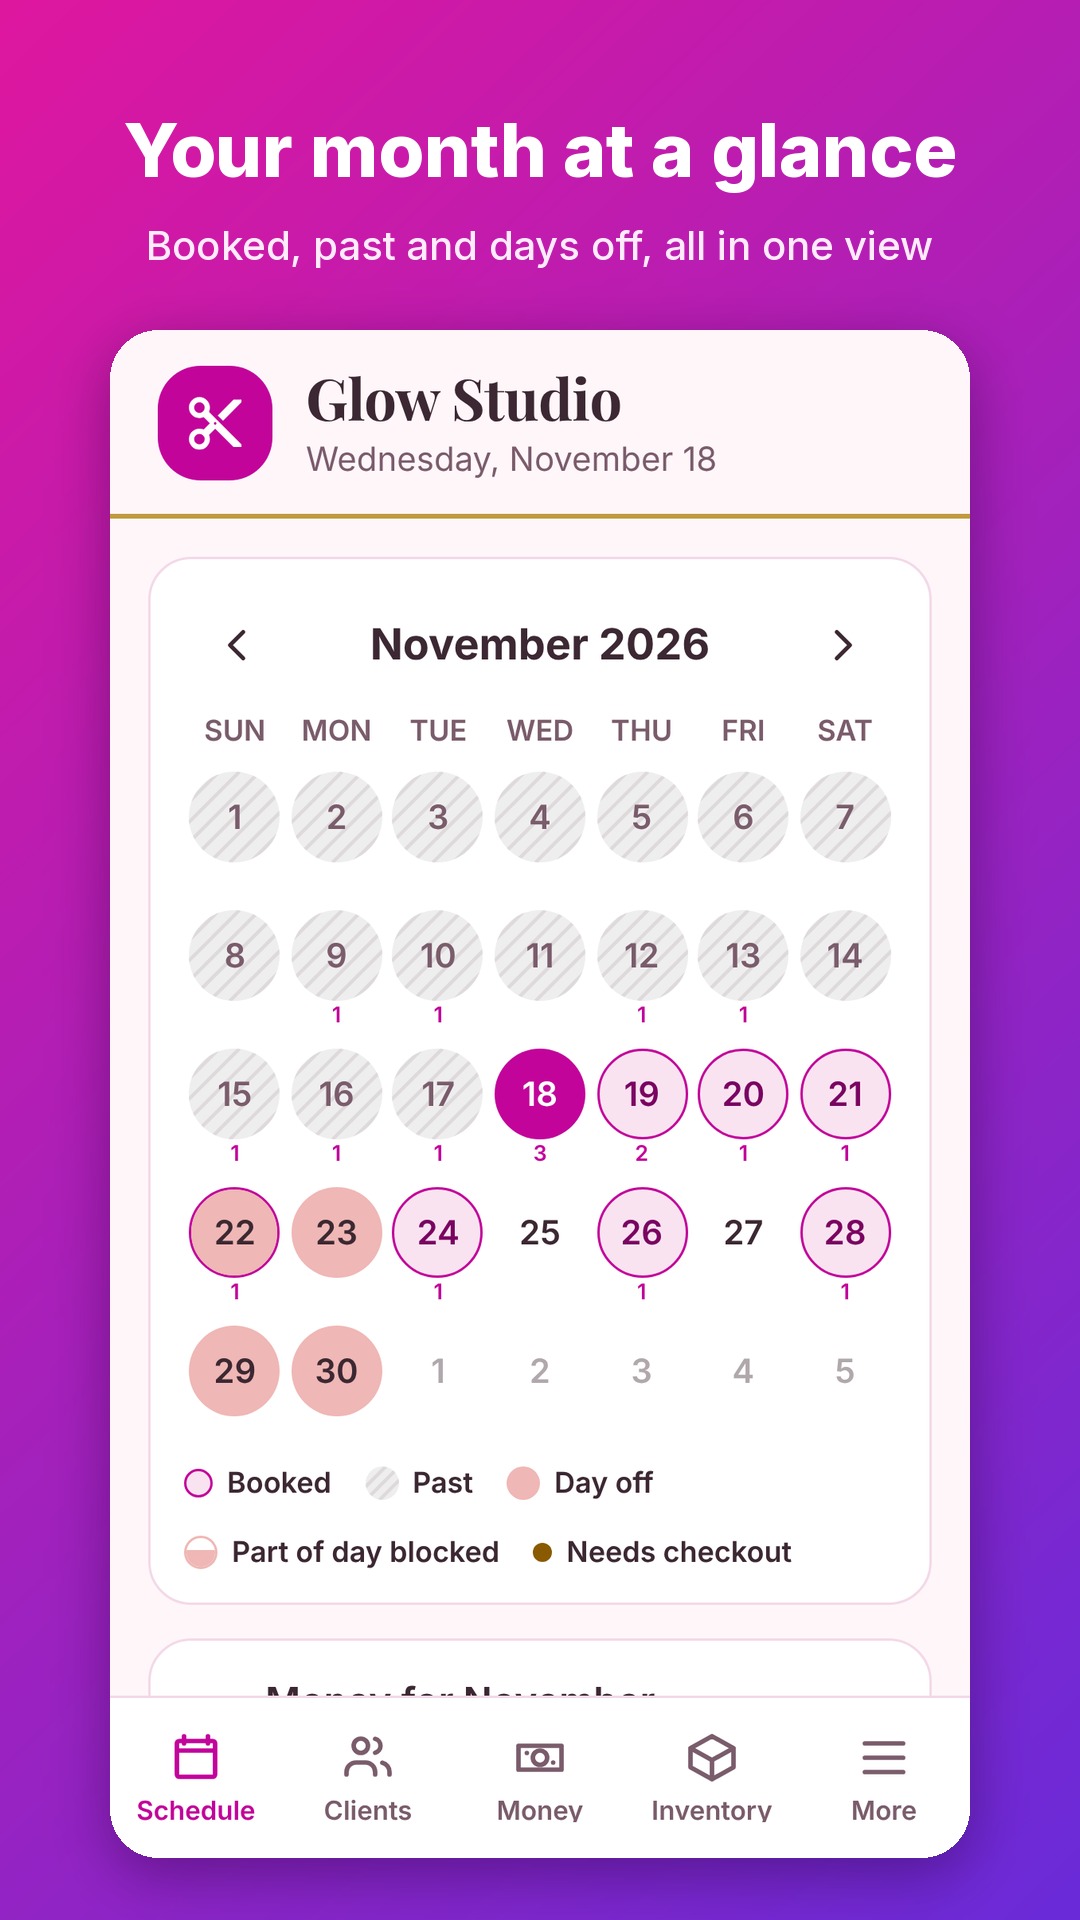 Your month at a glance
Booked, past and days off, all in one view
Glow Studio
Wednesday, November 18
November 2026
SUN MON TUE WED THU FRI SAT
1 2 3 4 5 6 7
8 9 10 11 12 13 14
1 1 1 1
15 16 17 18 19 20 21
1 1 1 3 2 1 1
22 23 24 25 26 27 28
1 1 1 1
29 30 1 2 3 4 5
Booked Past Day off
Part of day blocked Needs checkout
Money for November
Schedule Clients Money Inventory More